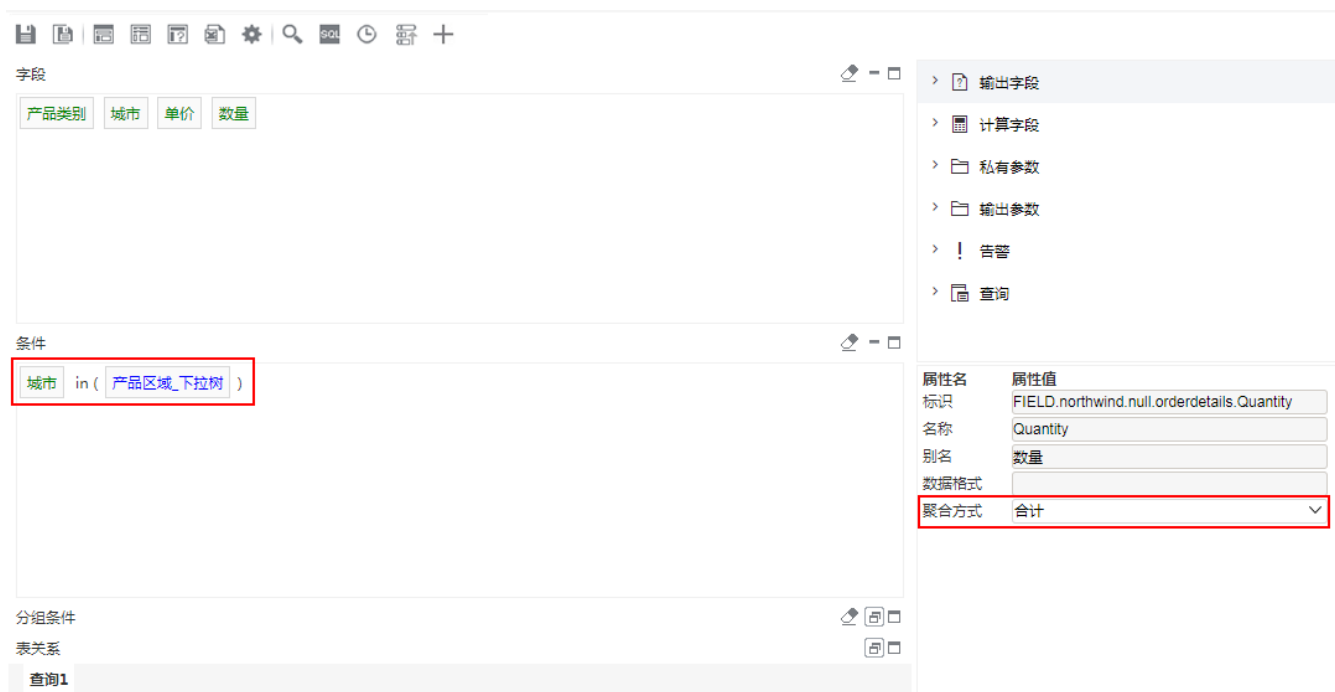 SQL
字段
产品类别 城市 单价 数量
条件
城市 in ( 产品区域_下拉树 )
分组条件
表关系
查询1
输出字段
计算字段
私有参数
输出参数
告警
查询
属性名 属性值
标识 FIELD.northwind.null.orderdetails.Quantity
名称 Quantity
别名 数量
数据格式
聚合方式 合计